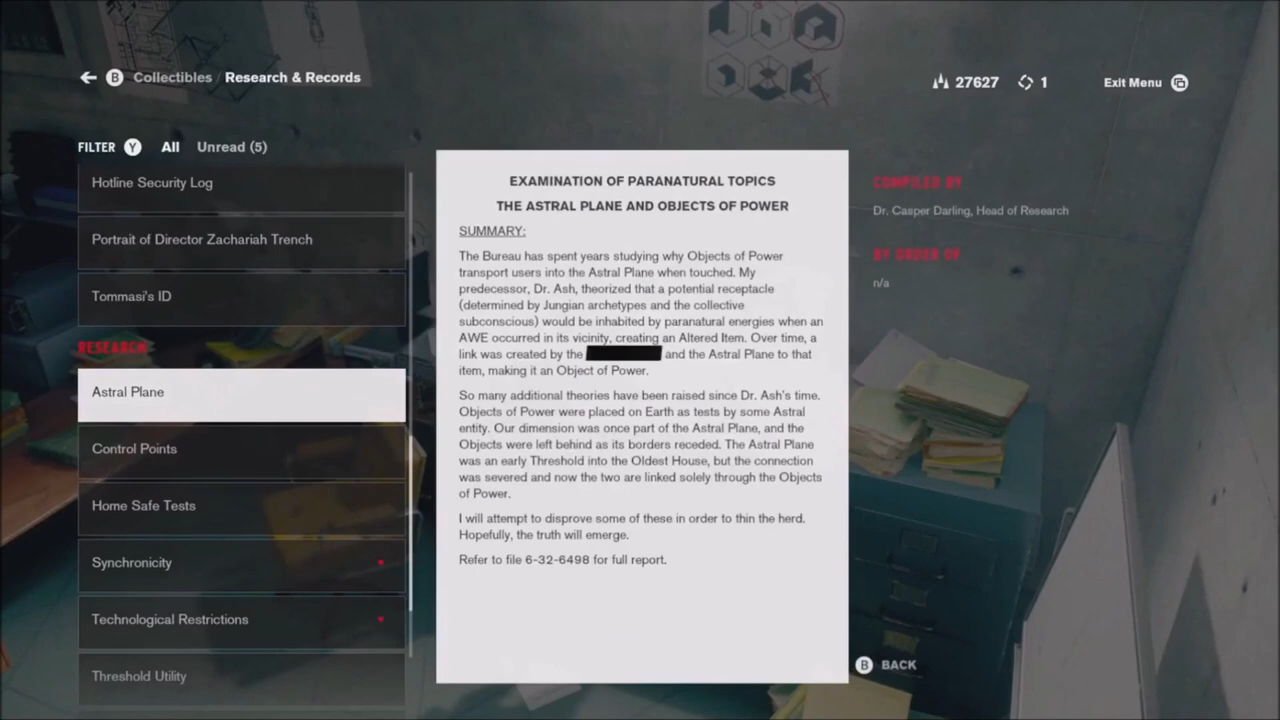 B Collectibles / Research & Records
27627 1 Exit Menu
FILTER Y All Unread (5)
Hotline Security Log
Portrait of Director Zachariah Trench
Tommasi's ID
RESEARCH
Astral Plane
Control Points
Home Safe Tests
Synchronicity
Technological Restrictions
Threshold Utility
EXAMINATION OF PARANATURAL TOPICS
THE ASTRAL PLANE AND OBJECTS OF POWER
SUMMARY:
The Bureau has spent years studying why Objects of Power
transport users into the Astral Plane when touched. My
predecessor, Dr. Ash, theorized that a potential receptacle
(determined by Jungian archetypes and the collective
subconscious) would be inhabited by paranatural energies when an
AWE occurred in its vicinity, creating an Altered Item. Over time, a
link was created by the and the Astral Plane to that
item, making it an Object of Power.
So many additional theories have been raised since Dr. Ash's time.
Objects of Power were placed on Earth as tests by some Astral
entity. Our dimension was once part of the Astral Plane, and the
Objects were left behind as its borders receded. The Astral Plane
was an early Threshold into the Oldest House, but the connection
was severed and now the two are linked solely through the Objects
of Power.
I will attempt to disprove some of these in order to thin the herd.
Hopefully, the truth will emerge.
Refer to file 6-32-6498 for full report.
COMPILED BY
Dr. Casper Darling, Head of Research
BY ORDER OF
n/a
B BACK